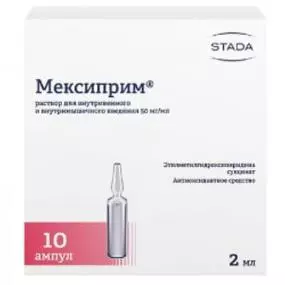 STADA
Мексиприм®
раствор для внутривенного
и внутримышечного введения 50 мг/мл
Этилметилгидроксипиридина
сукцинат
Антиоксидантное средство
10
ампул
2 мл